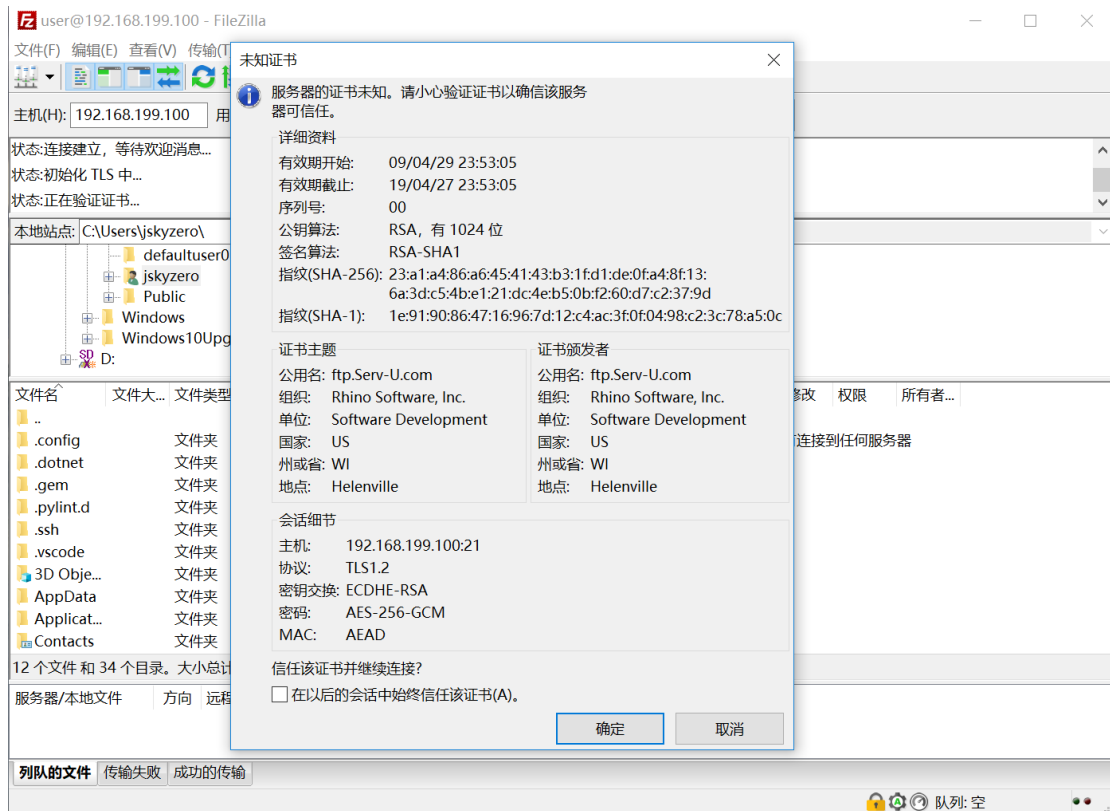 user@192.168.199.100 - FileZilla
文件(F) 编辑(E) 查看(V) 传输(T
主机(H): 192.168.199.100 用
状态:连接建立，等待欢迎消息...
状态:初始化 TLS 中...
状态:正在验证证书...
本地站点: C:\Users\jskyzero\
defaultuser0
jskyzero
Public
Windows
Windows10Upg
D:
文件名 文件大... 文件类型
..
.config 文件夹
.dotnet 文件夹
.gem 文件夹
.pylint.d 文件夹
.ssh 文件夹
.vscode 文件夹
3D Obje... 文件夹
AppData 文件夹
Applicat... 文件夹
Contacts 文件夹
12 个文件 和 34 个目录。大小总计
服务器/本地文件 方向 远程
列队的文件 传输失败 成功的传输
未知证书
服务器的证书未知。请小心验证证书以确信该服务
器可信任。
详细资料
有效期开始: 09/04/29 23:53:05
有效期截止: 19/04/27 23:53:05
序列号: 00
公钥算法: RSA，有 1024 位
签名算法: RSA-SHA1
指纹(SHA-256): 23:a1:a4:86:a6:45:41:43:b3:1f:d1:de:0f:a4:8f:13:
6a:3d:c5:4b:e1:21:dc:4e:b5:0b:f2:60:d7:c2:37:9d
指纹(SHA-1): 1e:91:90:86:47:16:96:7d:12:c4:ac:3f:0f:04:98:c2:3c:78:a5:0c
证书主题
公用名: ftp.Serv-U.com
组织: Rhino Software, Inc.
单位: Software Development
国家: US
州或省: WI
地点: Helenville
证书颁发者
公用名: ftp.Serv-U.com
组织: Rhino Software, Inc.
单位: Software Development
国家: US
州或省: WI
地点: Helenville
会话细节
主机: 192.168.199.100:21
协议: TLS1.2
密钥交换: ECDHE-RSA
密码: AES-256-GCM
MAC: AEAD
信任该证书并继续连接?
在以后的会话中始终信任该证书(A)。
确定 取消
修改 权限 所有者...
连接到任何服务器
队列: 空